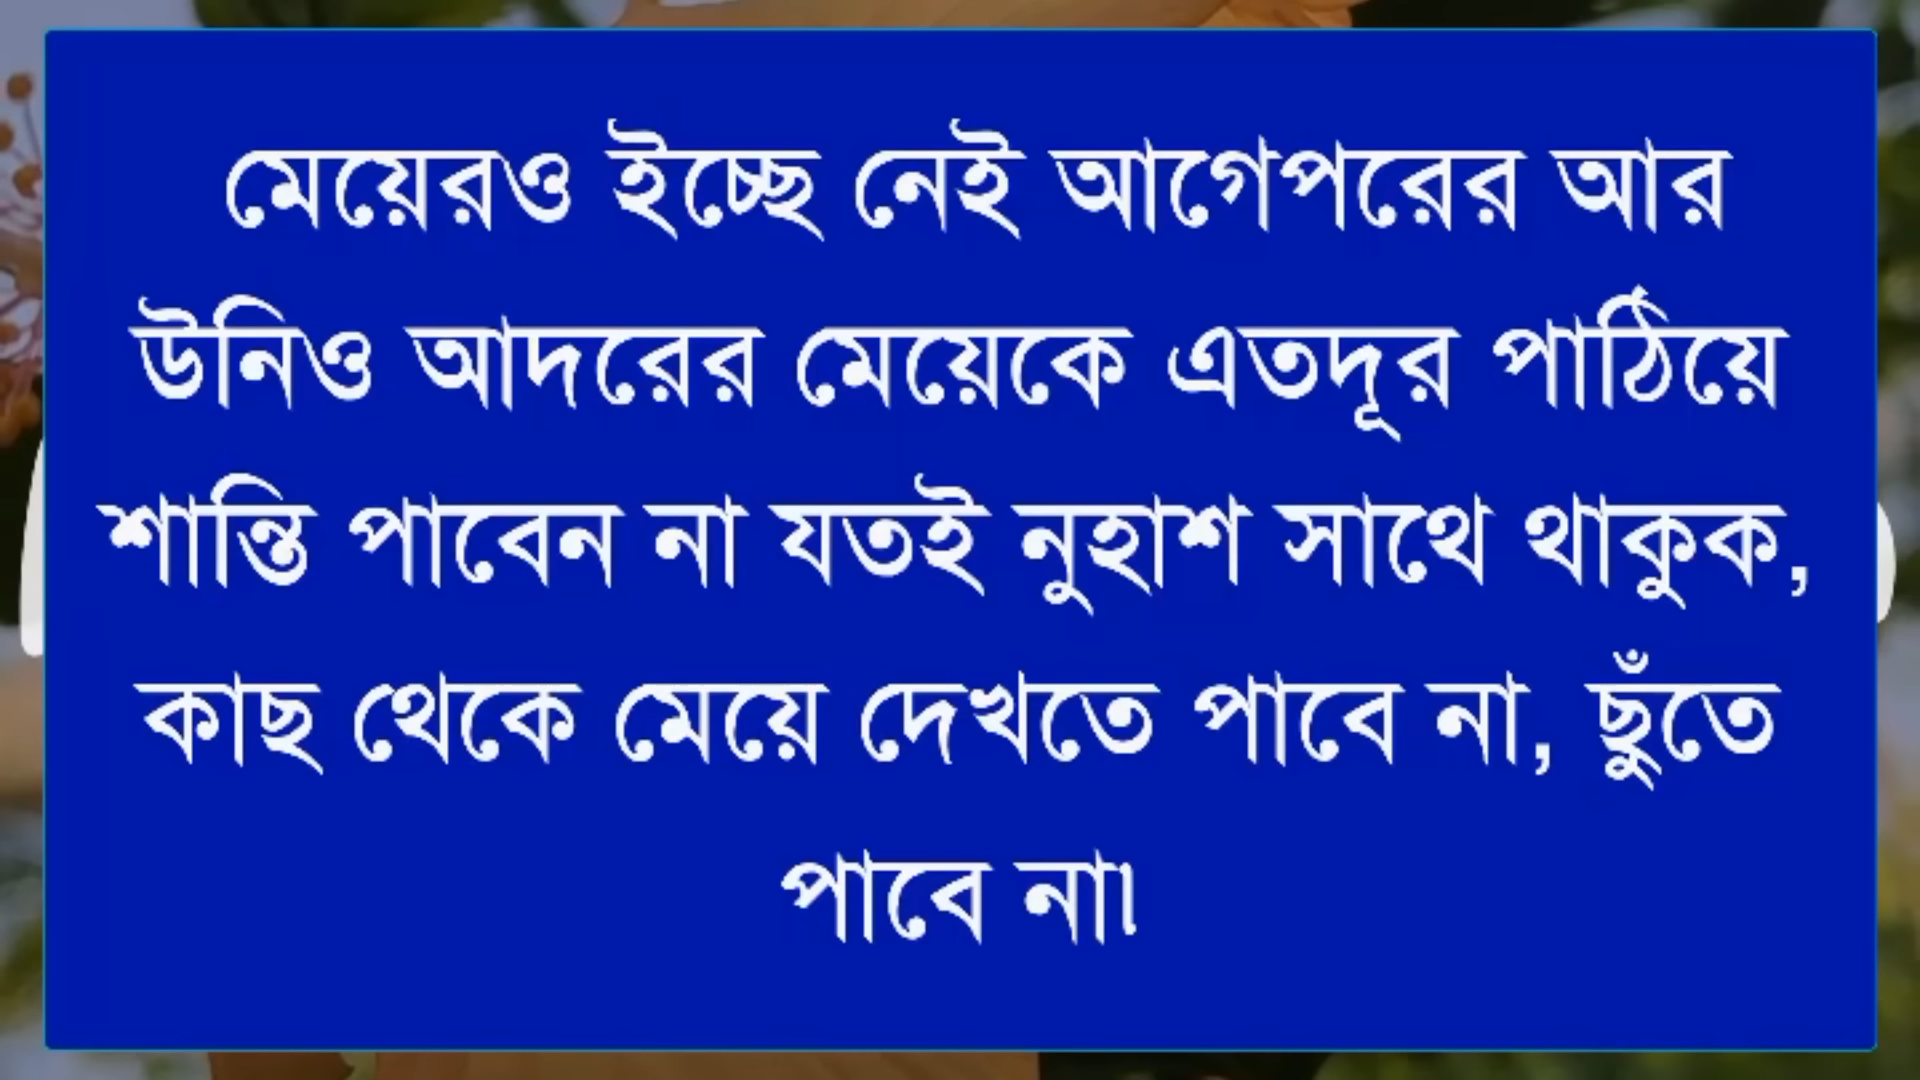 মেয়েরও ইচ্ছে নেই আগেপরের আর
উনিও আদরের মেয়েকে এতদূর পাঠিয়ে
শান্তি পাবেন না যতই নুহাশ সাথে থাকুক,
কাছ থেকে মেয়ে দেখতে পাবে না, ছুঁতে
পাবে না৷